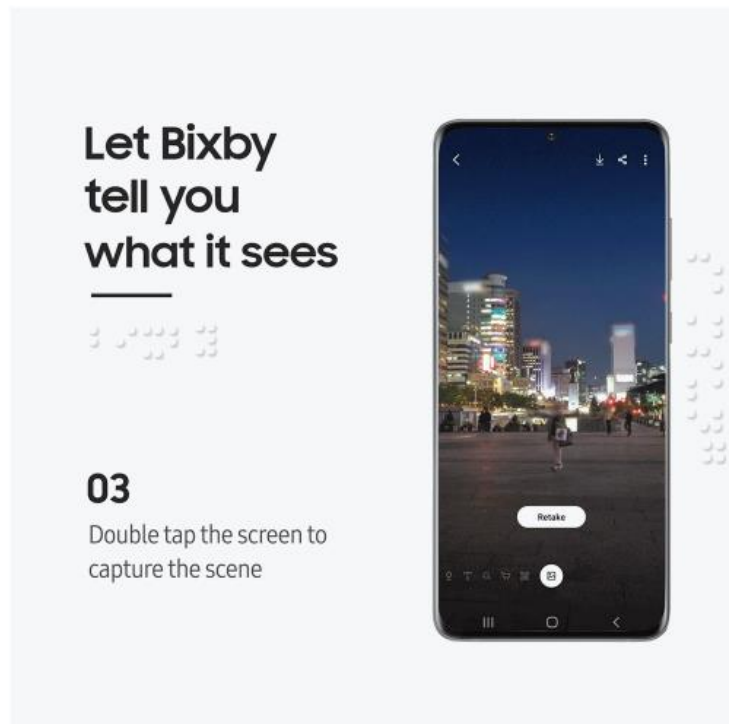 Let Bixby
tell you
what it sees
03
Double tap the screen to
capture the scene
Retake